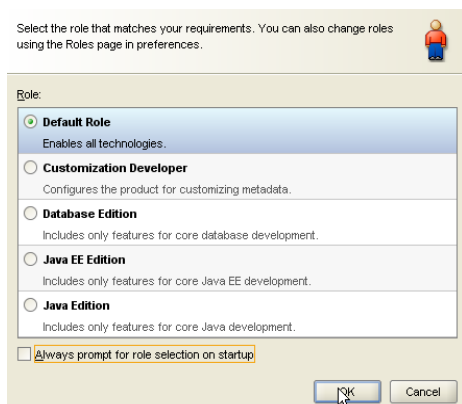 Select the role that matches your requirements. You can also change roles
using the Roles page in preferences.
Role:
Default Role
Enables all technologies.
Customization Developer
Configures the product for customizing metadata.
Database Edition
Includes only features for core database development.
Java EE Edition
Includes only features for core Java EE development.
Java Edition
Includes only features for core Java development.
Always prompt for role selection on startup
OK
Cancel